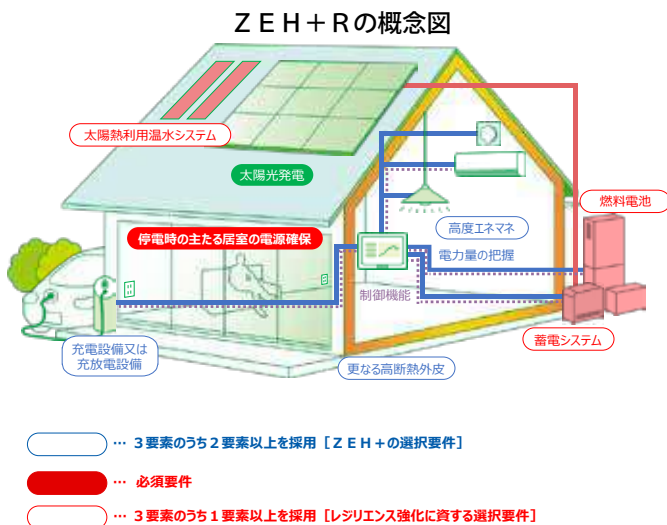 ＺＥＨ＋Ｒの概念図
太陽熱利用温水システム
太陽光発電
燃料電池
停電時の主たる居室の電源確保
高度エネマネ
電力量の把握
制御機能
充電設備又は
充放電設備
更なる高断熱外皮
蓄電システム
… ３要素のうち２要素以上を採用［ＺＥＨ＋の選択要件］
… 必須要件
… ３要素のうち１要素以上を採用［レジリエンス強化に資する選択要件］